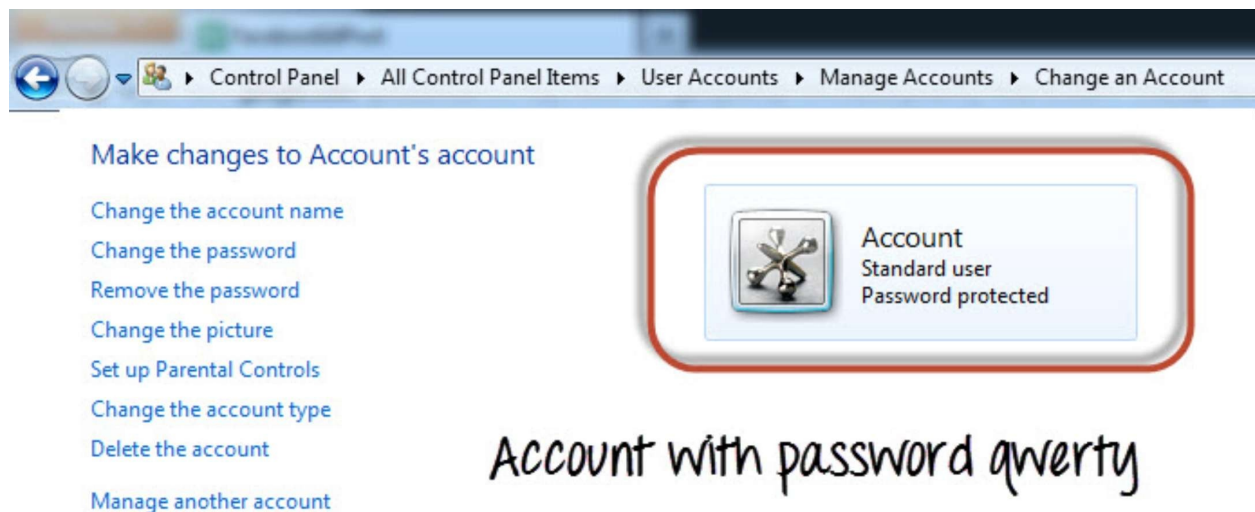 Control Panel ▸ All Control Panel Items ▸ User Accounts ▸ Manage Accounts ▸ Change an Account
Make changes to Account's account
Change the account name
Change the password
Remove the password
Change the picture
Set up Parental Controls
Change the account type
Delete the account
Manage another account
Account
Standard user
Password protected
Account with password qwerty